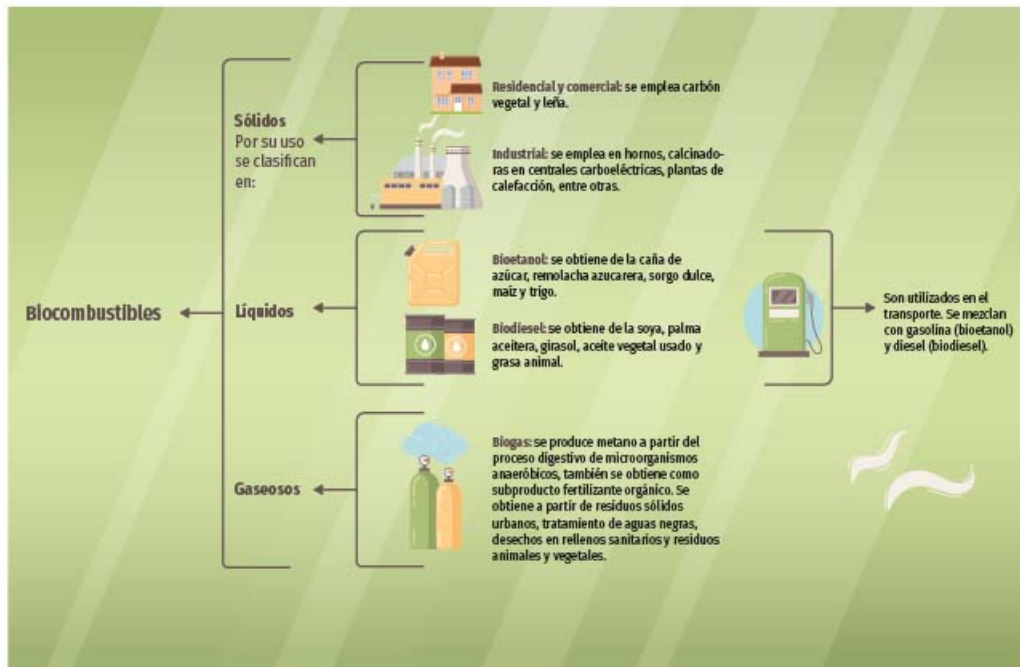 Biocombustibles
Sólidos
Por su uso
se clasifican
en:
Residencial y comercial: se emplea carbón
vegetal y leña.
Industrial: se emplea en hornos, calcinado-
ras en centrales carboeléctricas, plantas de
calefacción, entre otras.
Líquidos
Bioetanol: se obtiene de la caña de
azúcar, remolacha azucarera, sorgo dulce,
maíz y trigo.
Biodiesel: se obtiene de la soya, palma
aceitera, girasol, aceite vegetal usado y
grasa animal.
Son utilizados en el
transporte. Se mezclan
con gasolina (bioetanol)
y diesel (biodiesel).
Gaseosos
Biogas: se produce metano a partir del
proceso digestivo de microorganismos
anaeróbicos, también se obtiene como
subproducto fertilizante orgánico. Se
obtiene a partir de residuos sólidos
urbanos, tratamiento de aguas negras,
desechos en rellenos sanitarios y residuos
animales y vegetales.